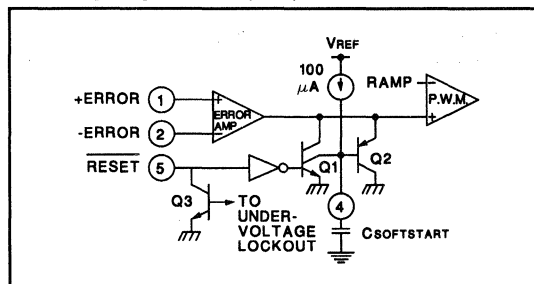 VREF
100
μA
RAMP
P.W.M.
+ERROR 1
ERROR
AMP
-ERROR 2
RESET 5
Q1
Q2
Q3
TO
UNDER-
VOLTAGE
LOCKOUT
4
CSOFTSTART